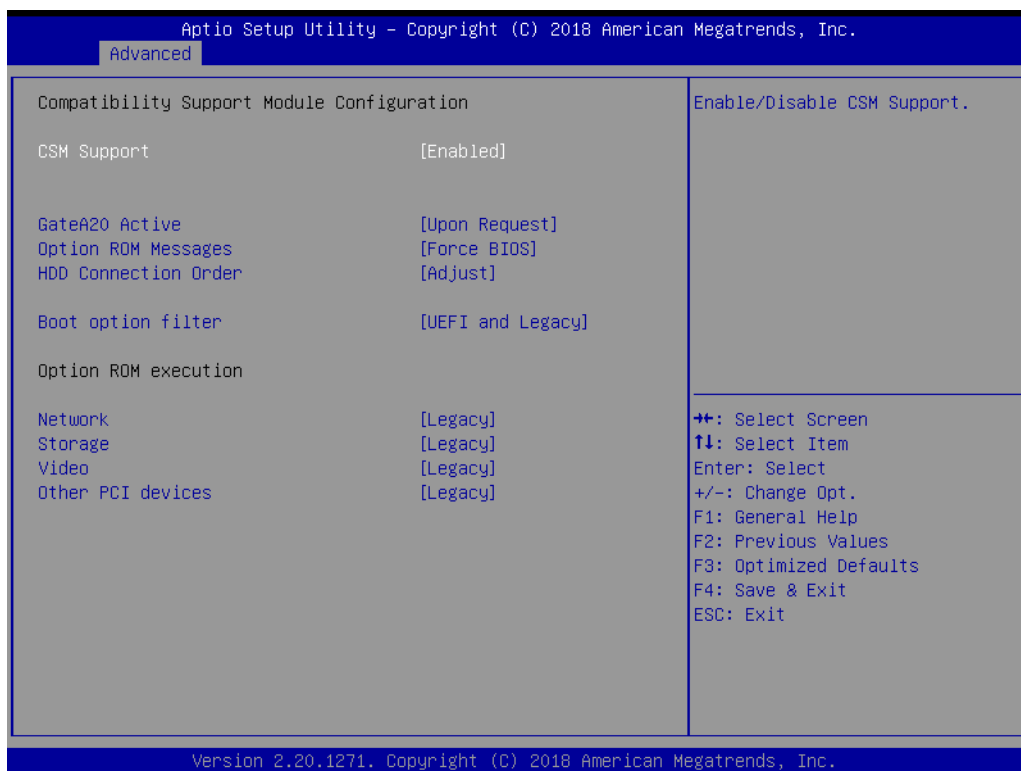 Aptio Setup Utility – Copyright (C) 2018 American Megatrends, Inc.
Advanced
Compatibility Support Module Configuration
CSM Support [Enabled]
GateA20 Active [Upon Request]
Option ROM Messages [Force BIOS]
HDD Connection Order [Adjust]
Boot option filter [UEFI and Legacy]
Option ROM execution
Network [Legacy]
Storage [Legacy]
Video [Legacy]
Other PCI devices [Legacy]
Enable/Disable CSM Support.
→←: Select Screen
↑↓: Select Item
Enter: Select
+/-: Change Opt.
F1: General Help
F2: Previous Values
F3: Optimized Defaults
F4: Save & Exit
ESC: Exit
Version 2.20.1271. Copyright (C) 2018 American Megatrends, Inc.